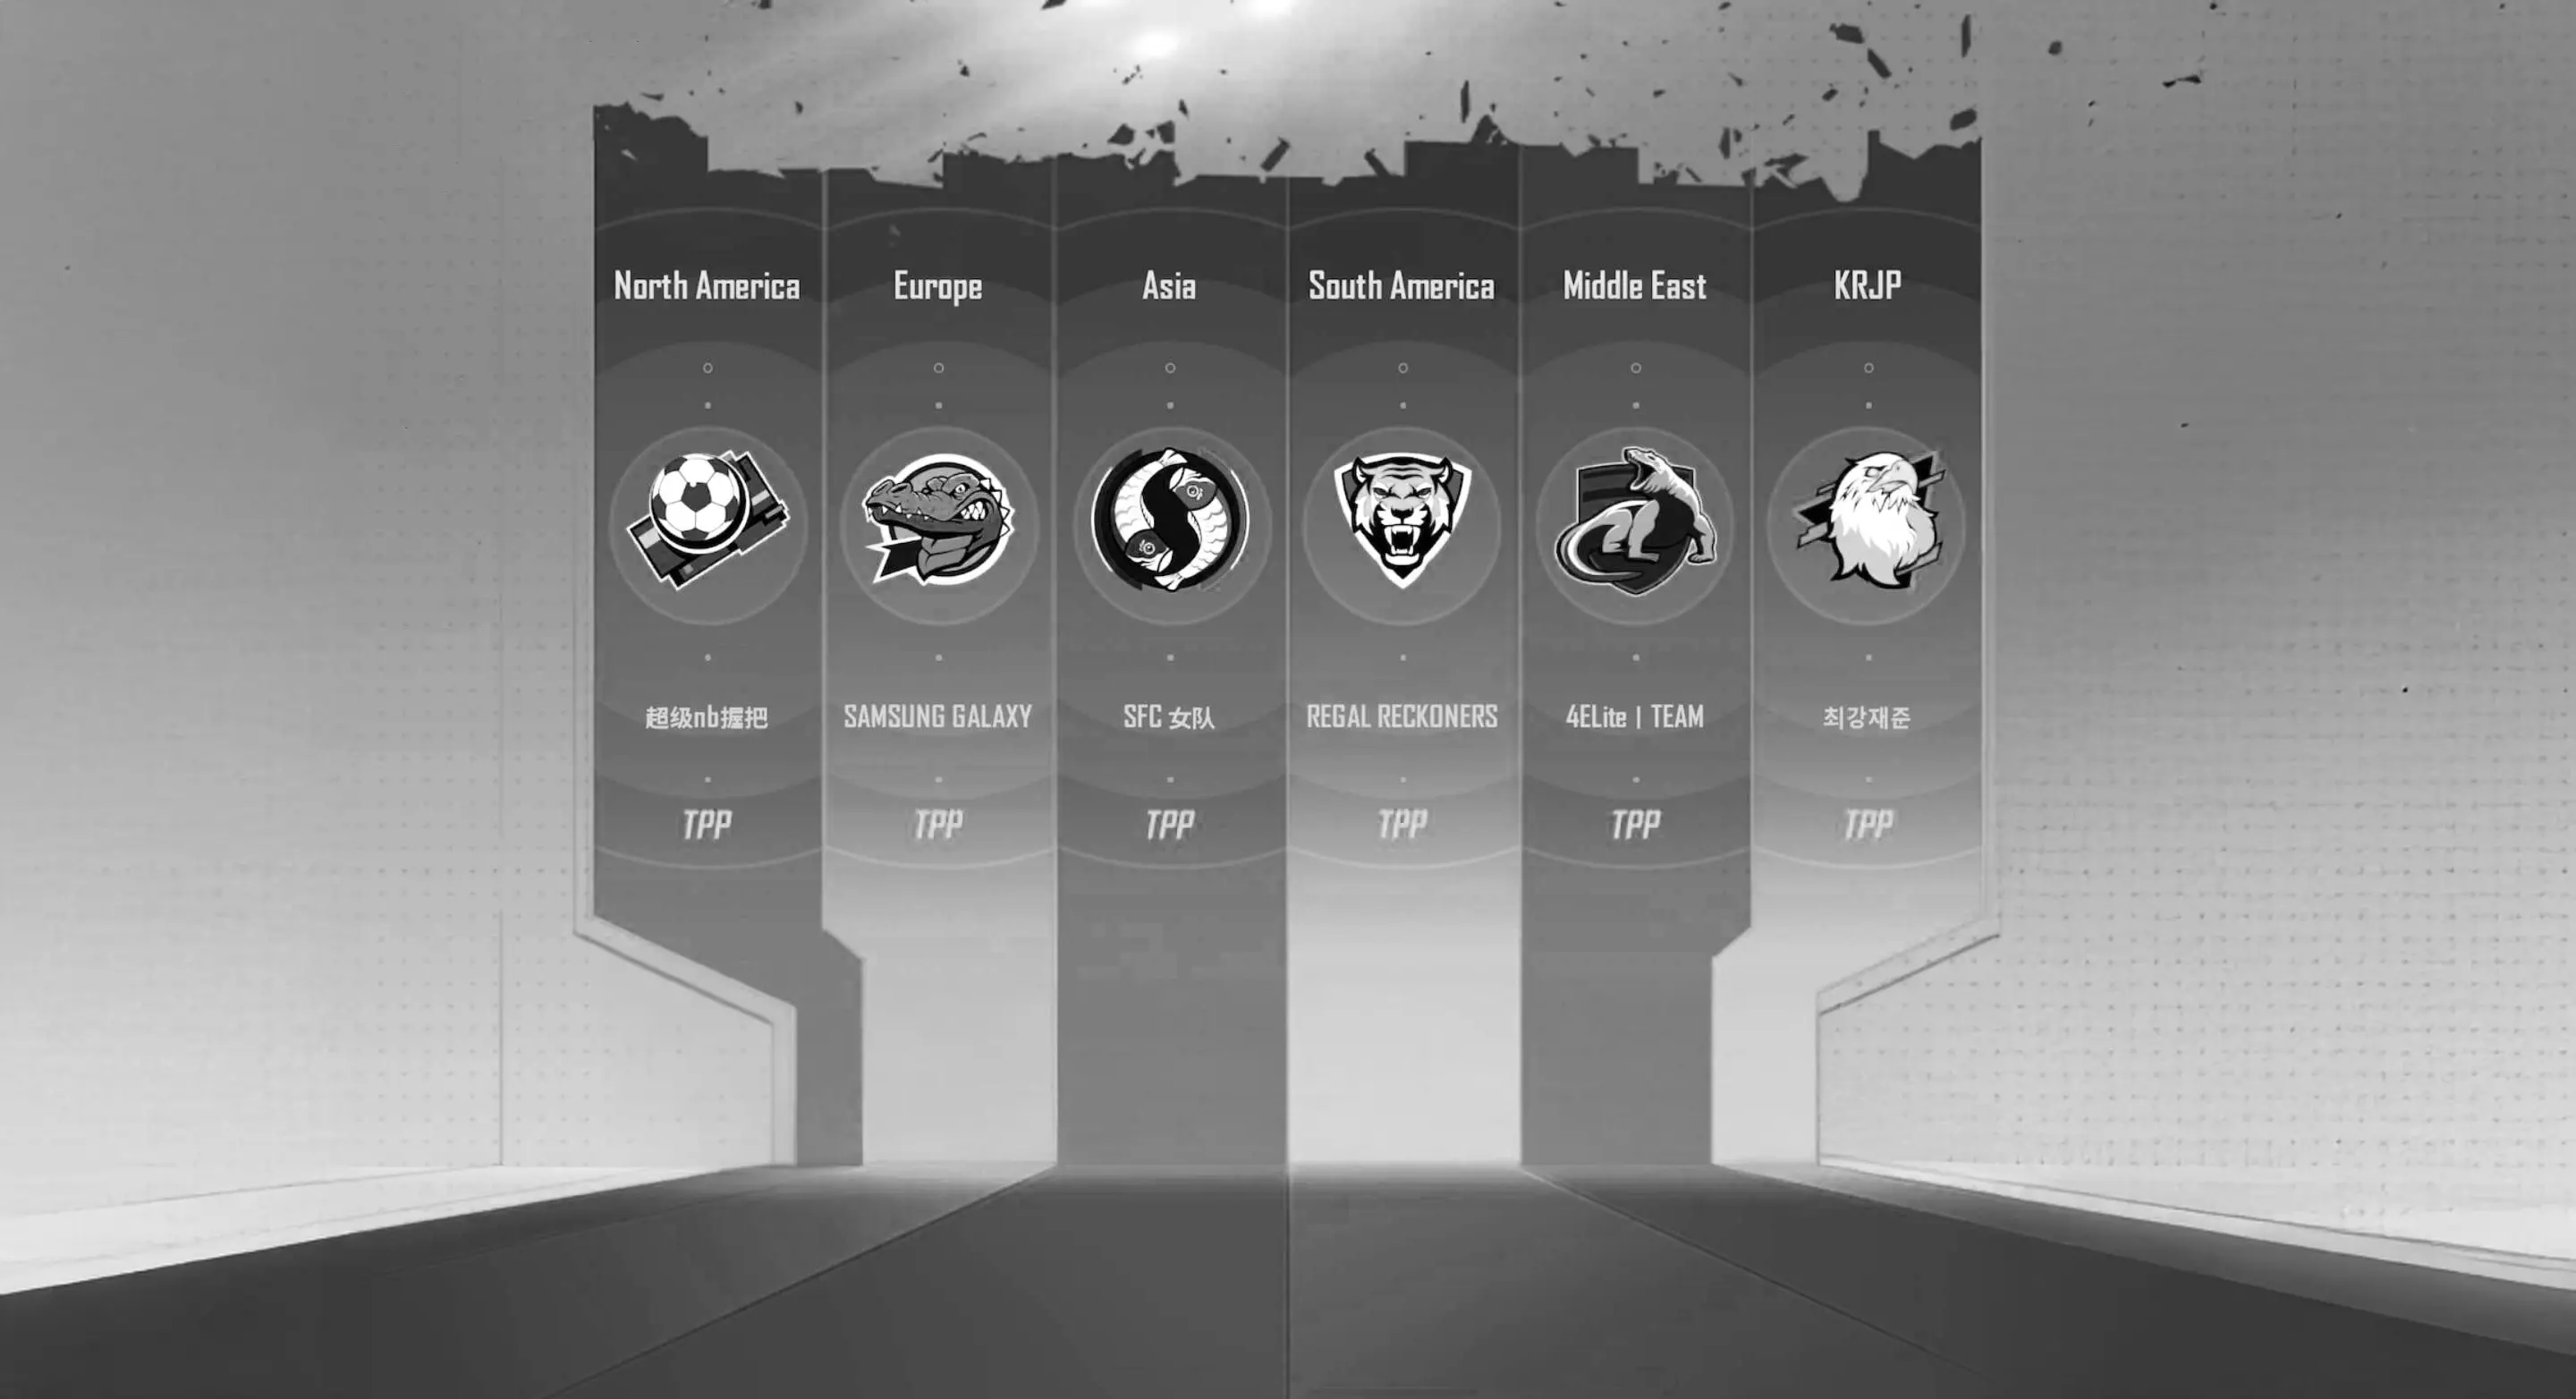 North America
Europe
Asia
South America
Middle East
KRJP
超级nb握把
SAMSUNG GALAXY
SFC 女队
REGAL RECKONERS
4ELite | TEAM
최강재준
TPP
TPP
TPP
TPP
TPP
TPP